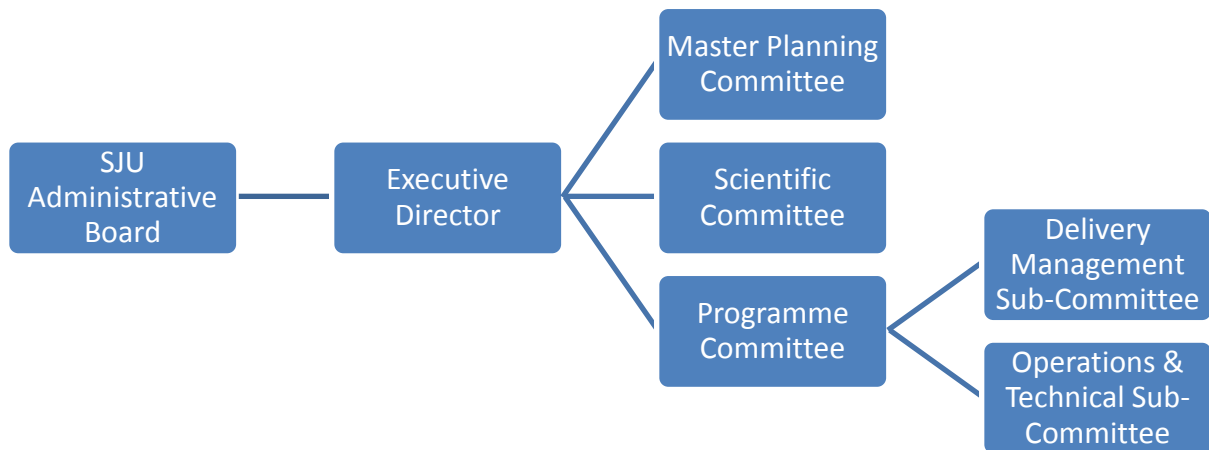 SJU
Administrative
Board
Executive
Director
Master Planning
Committee
Scientific
Committee
Programme
Committee
Delivery
Management
Sub-Committee
Operations &
Technical Sub-
Committee